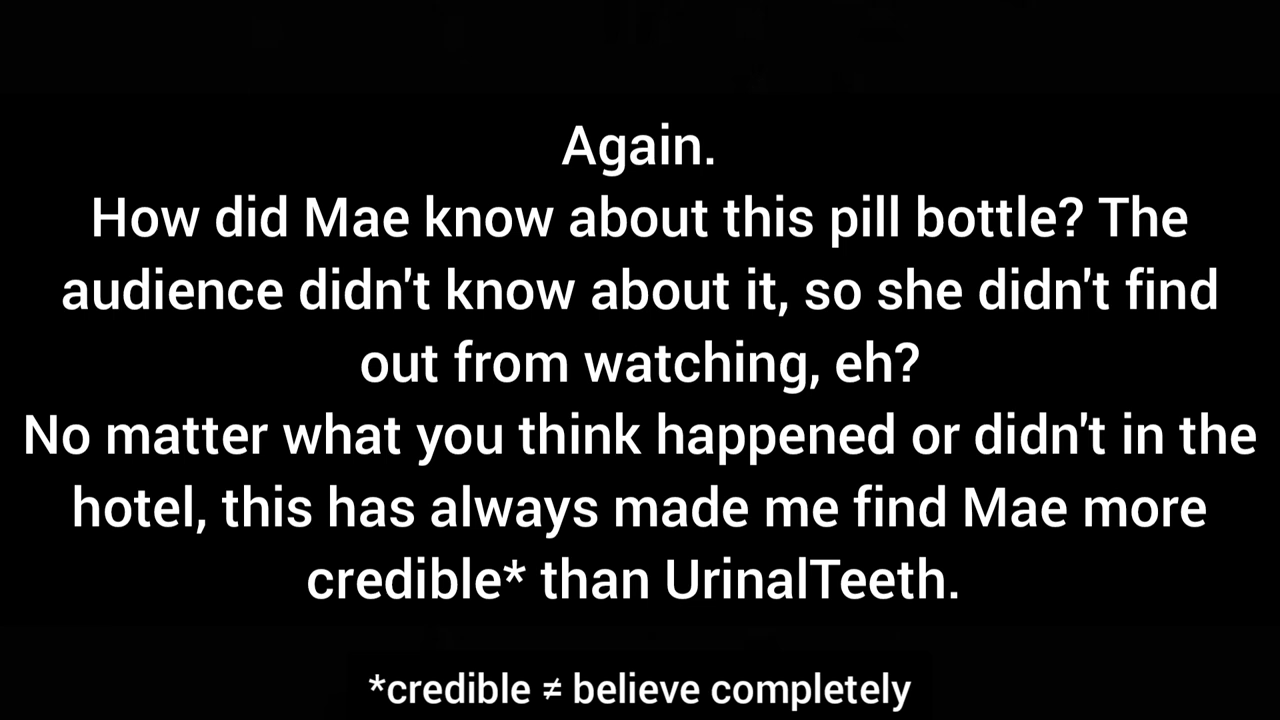 Again.
How did Mae know about this pill bottle? The
audience didn't know about it, so she didn't find
out from watching, eh?
No matter what you think happened or didn't in the
hotel, this has always made me find Mae more
credible* than UrinalTeeth.
*credible ≠ believe completely